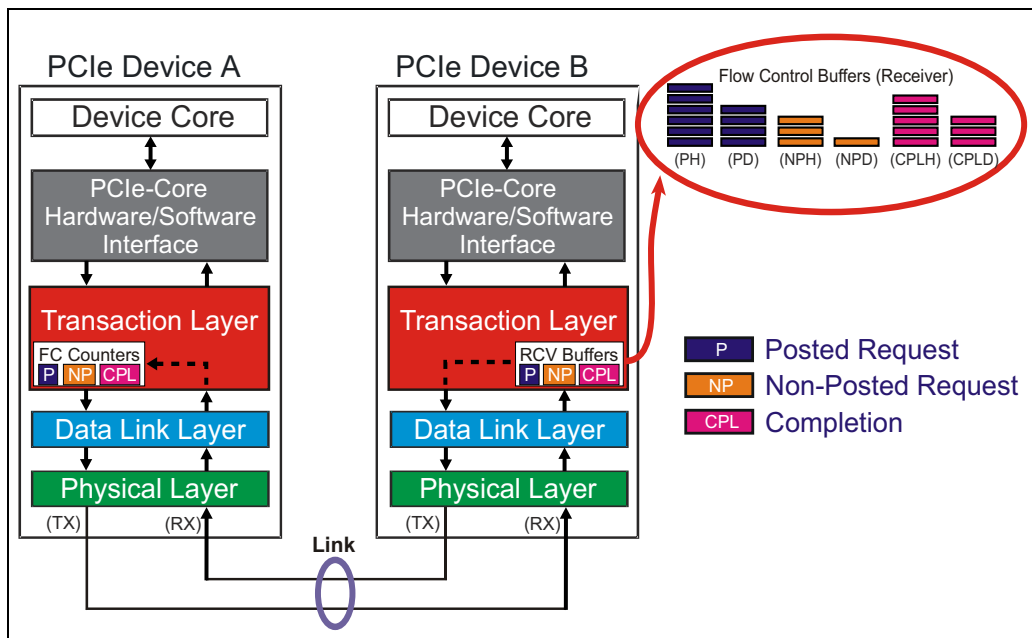 PCIe Device A
Device Core
PCIe-Core
Hardware/Software
Interface
Transaction Layer
FC Counters
P NP CPL
Data Link Layer
Physical Layer
(TX) (RX)
PCIe Device B
Device Core
PCIe-Core
Hardware/Software
Interface
Transaction Layer
RCV Buffers
P NP CPL
Data Link Layer
Physical Layer
(TX) (RX)
Link
Flow Control Buffers (Receiver)
(PH) (PD) (NPH) (NPD) (CPLH) (CPLD)
P Posted Request
NP Non-Posted Request
CPL Completion